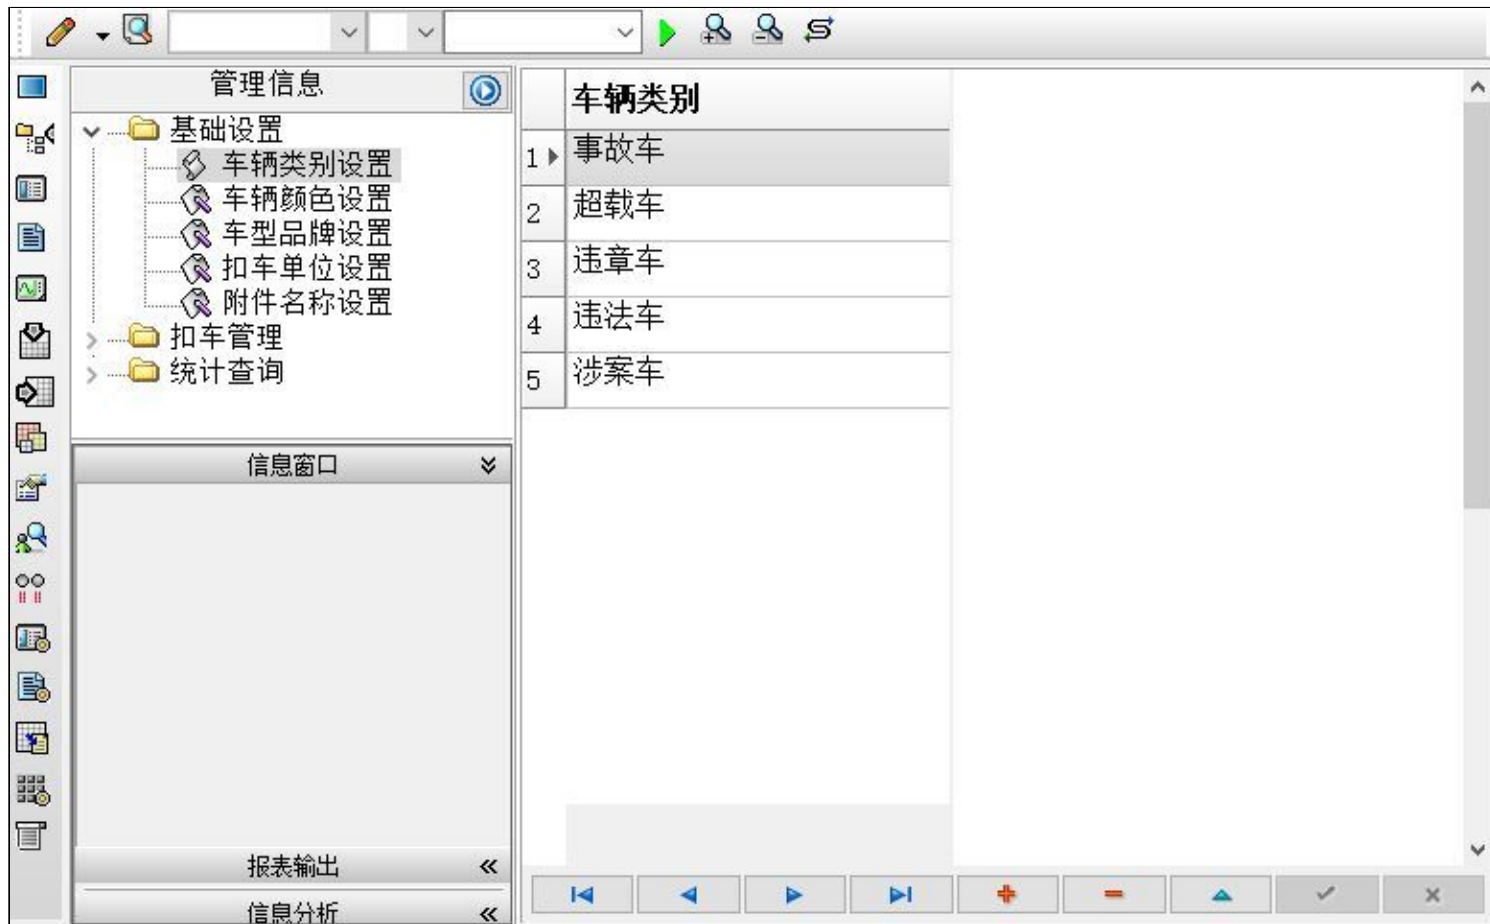 管理信息
基础设置
车辆类别设置
车辆颜色设置
车型品牌设置
扣车单位设置
附件名称设置
扣车管理
统计查询
信息窗口
报表输出
信息分析
车辆类别
1 事故车
2 超载车
3 违章车
4 违法车
5 涉案车